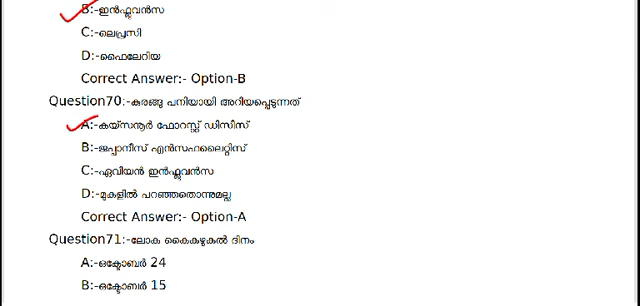 B:-ഇൻഫ്ലുവൻസ
C:-ലെപ്രസി
D:-ഫൈലേറിയ
Correct Answer:- Option-B
Question70:-കുരങ്ങു പനിയായി അറിയപ്പെടുന്നത്
A:-കയ്സനൂർ ഫോറസ്റ്റ് ഡിസീസ്
B:-ജപ്പാനീസ് എൻസഫലൈറ്റിസ്
C:-ഏവിയൻ ഇൻഫ്ലുവൻസ
D:-മുകളിൽ പറഞ്ഞതൊന്നുമല്ല
Correct Answer:- Option-A
Question71:-ലോക കൈകഴുകൽ ദിനം
A:-ഒക്ടോബർ 24
B:-ഒക്ടോബർ 15